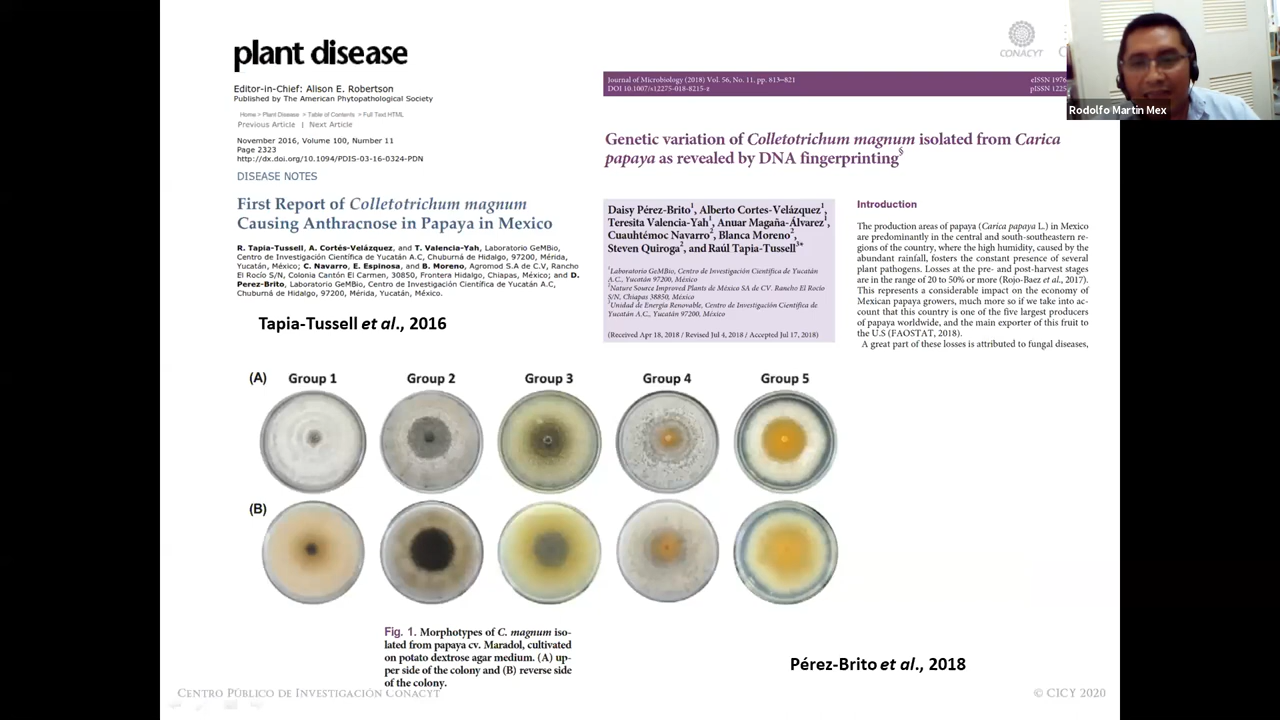 plant disease
Editor-in-Chief: Alison E. Robertson
Published by The American Phytopathological Society
Home > Plant Disease > Table of Contents > Full Text HTML
Previous Article | Next Article
November 2016, Volume 100, Number 11
Page 2323
http://dx.doi.org/10.1094/PDIS-03-16-0324-PDN
DISEASE NOTES
First Report of Colletotrichum magnum
Causing Anthracnose in Papaya in Mexico
R. Tapia-Tussell, A. Cortés-Velázquez, and T. Valencia-Yah, Laboratorio GeMBio,
Centro de Investigación Científica de Yucatán A.C, Chuburná de Hidalgo, 97200, Mérida,
Yucatán, México; C. Navarro, E. Espinosa, and B. Moreno, Agromod S.A de C.V, Rancho
El Rocío S/N, Colonia Cantón El Carmen, 30850, Frontera Hidalgo, Chiapas, México; and D.
Perez-Brito, Laboratorio GeMBio, Centro de Investigación Científica de Yucatán A.C,
Chuburná de Hidalgo, 97200, Mérida, Yucatán, México.
Tapia-Tussell et al., 2016
CONACYT
Journal of Microbiology (2018) Vol. 56, No. 11, pp. 813–821
DOI 10.1007/s12275-018-8215-z
eISSN 1976
pISSN 1225
Rodolfo Martin Mex
Genetic variation of Colletotrichum magnum isolated from Carica
papaya as revealed by DNA fingerprinting§
Daisy Pérez-Brito1, Alberto Cortes-Velázquez1,
Teresita Valencia-Yah1, Anuar Magaña-Álvarez1,
Cuauhtémoc Navarro2, Blanca Moreno2,
Steven Quiroga2, and Raúl Tapia-Tussell3*
1Laboratorio GeMBio, Centro de Investigación Científica de Yucatán
A.C., Yucatán 97200, México
2Nature Source Improved Plants de México SA de CV. Rancho El Rocío
S/N, Chiapas 38850, México
3Unidad de Energía Renovable, Centro de Investigación Científica de
Yucatán A.C., Yucatán 97200, México
(Received Apr 18, 2018 / Revised Jul 4, 2018 / Accepted Jul 17, 2018)
Introduction
The production areas of papaya (Carica papaya L.) in Mexico
are predominantly in the central and south-southeastern re-
gions of the country, where the high humidity, caused by the
abundant rainfall, fosters the constant presence of several
plant pathogens. Losses at the pre- and post-harvest stages
are in the range of 20 to 50% or more (Rojo-Baez et al., 2017).
This represents a considerable impact on the economy of
Mexican papaya growers, much more so if we take into ac-
count that this country is one of the five largest producers
of papaya worldwide, and the main exporter of this fruit to
the U.S (FAOSTAT, 2018).
A great part of these losses is attributed to fungal diseases,
(A) Group 1 Group 2 Group 3 Group 4 Group 5
(B)
Fig. 1. Morphotypes of C. magnum iso-
lated from papaya cv. Maradol, cultivated
on potato dextrose agar medium. (A) up-
per side of the colony and (B) reverse side
of the colony.
Pérez-Brito et al., 2018
CENTRO PÚBLICO DE INVESTIGACIÓN CONACYT
© CICY 2020